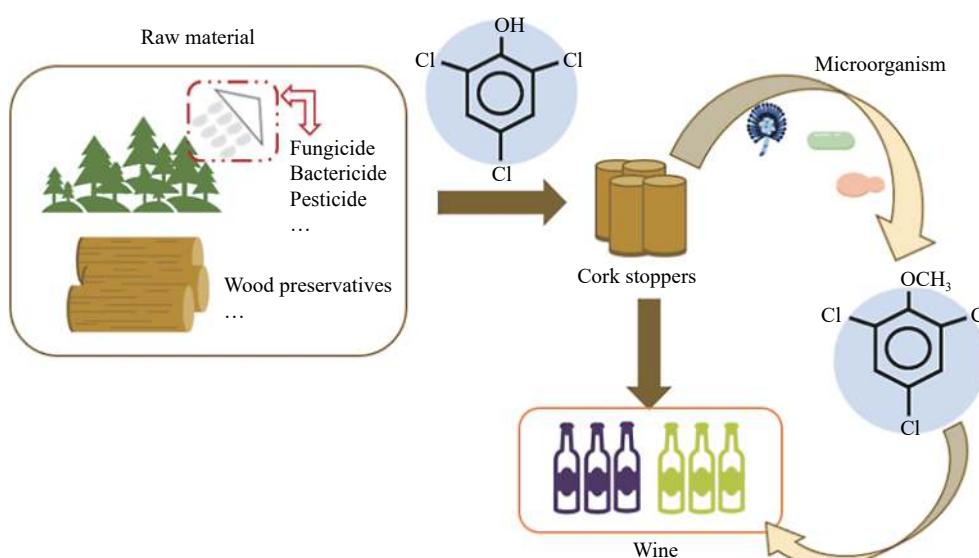 Raw material
Fungicide
Bactericide
Pesticide
…
Wood preservatives
…
OH
Cl
Cl
Cl
Cork stoppers
Microorganism
OCH₃
Cl
Cl
Wine